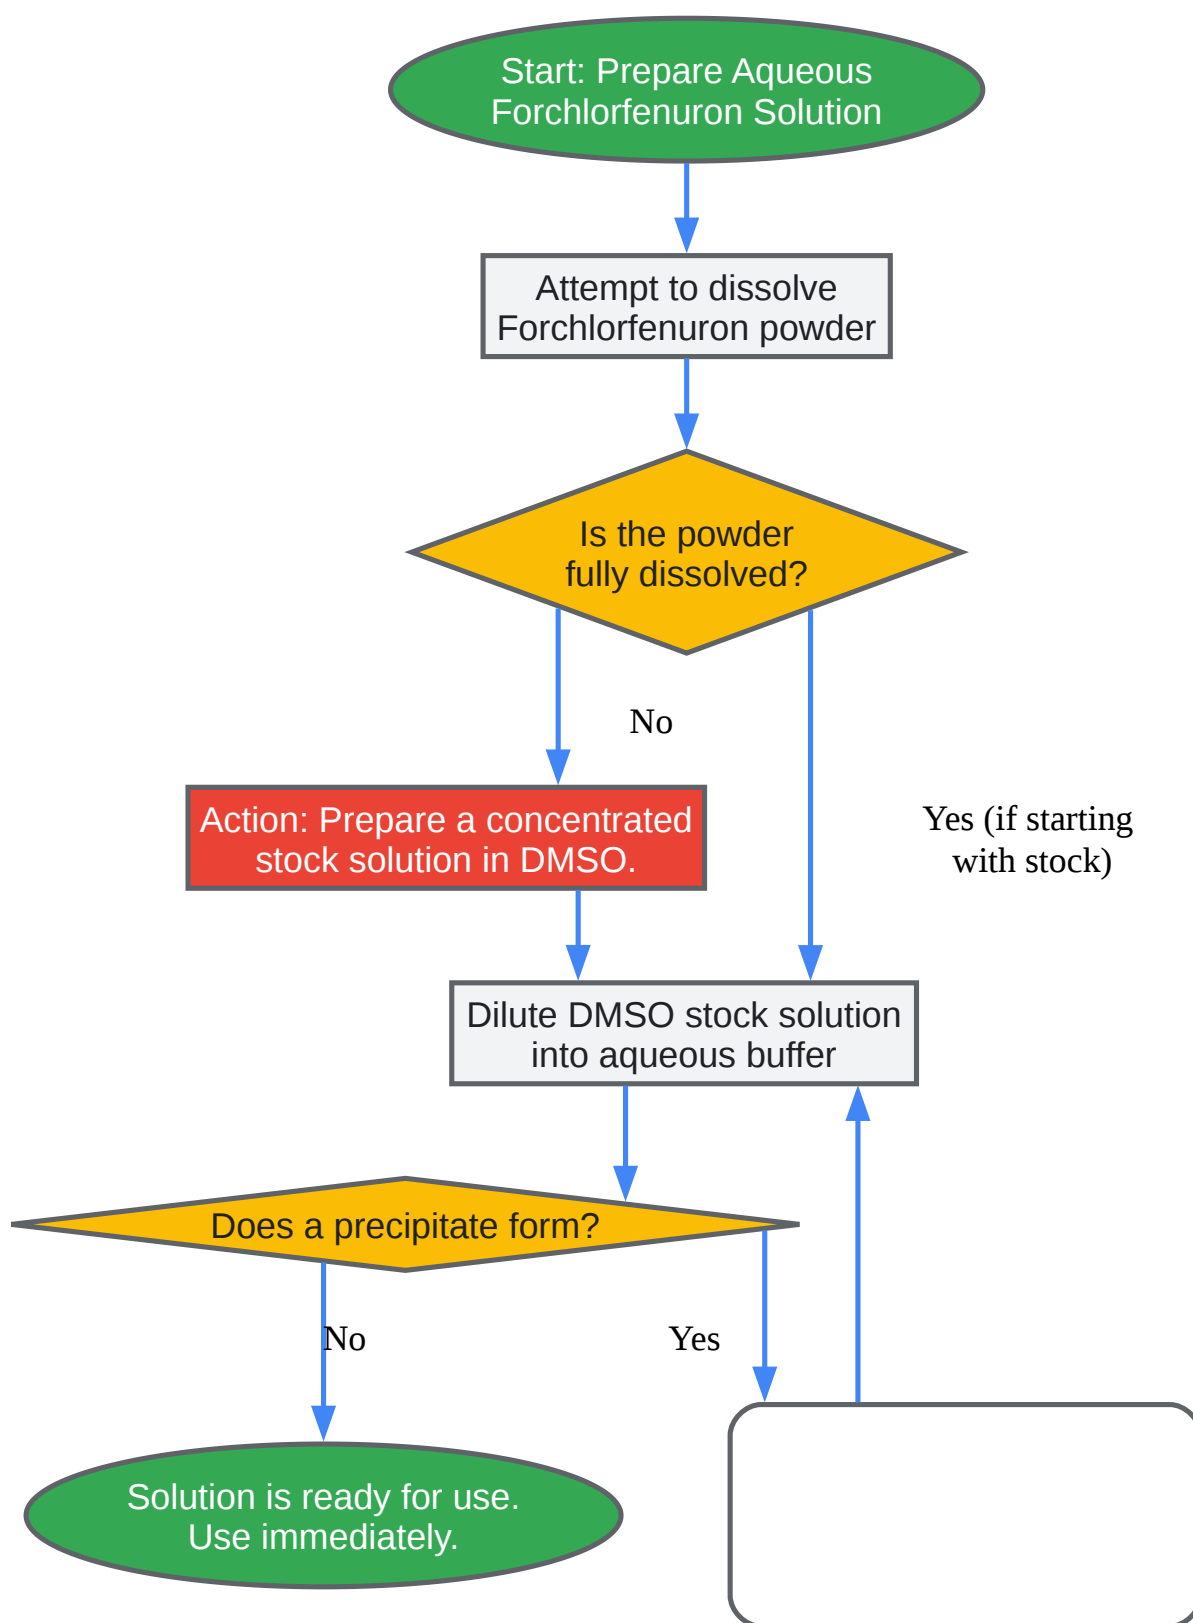 Start: Prepare Aqueous
Forchlorfenuron Solution
Attempt to dissolve
Forchlorfenuron powder
Is the powder
fully dissolved?
No
Action: Prepare a concentrated
stock solution in DMSO.
Yes (if starting
with stock)
Dilute DMSO stock solution
into aqueous buffer
Does a precipitate form?
No
Yes
Solution is ready for use.
Use immediately.